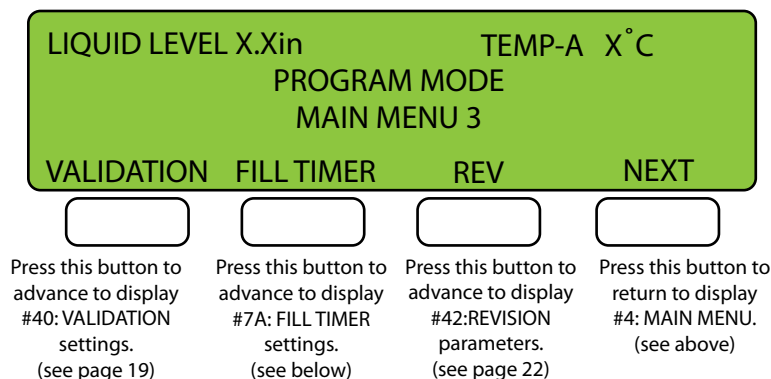 LIQUID LEVEL X.Xin TEMP-A X°C
PROGRAM MODE
MAIN MENU 3
VALIDATION FILL TIMER REV NEXT
Press this button to
advance to display
#40: VALIDATION
settings.
(see page 19)
Press this button to
advance to display
#7A: FILL TIMER
settings.
(see below)
Press this button to
advance to display
#42:REVISION
parameters.
(see page 22)
Press this button to
return to display
#4: MAIN MENU.
(see above)